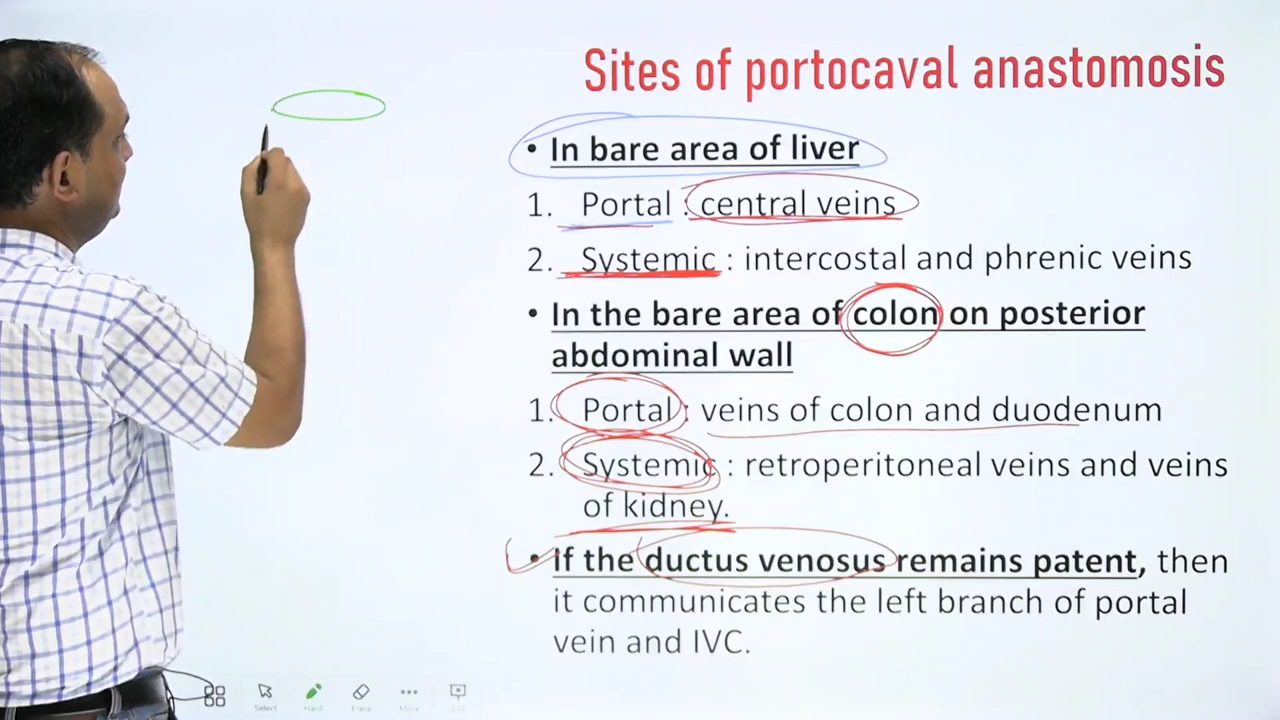 Sites of portocaval anastomosis
• In bare area of liver
1. Portal : central veins
2. Systemic : intercostal and phrenic veins
• In the bare area of colon on posterior
abdominal wall
1. Portal : veins of colon and duodenum
2. Systemic : retroperitoneal veins and veins
of kidney.
• If the ductus venosus remains patent, then
it communicates the left branch of portal
vein and IVC.
Select